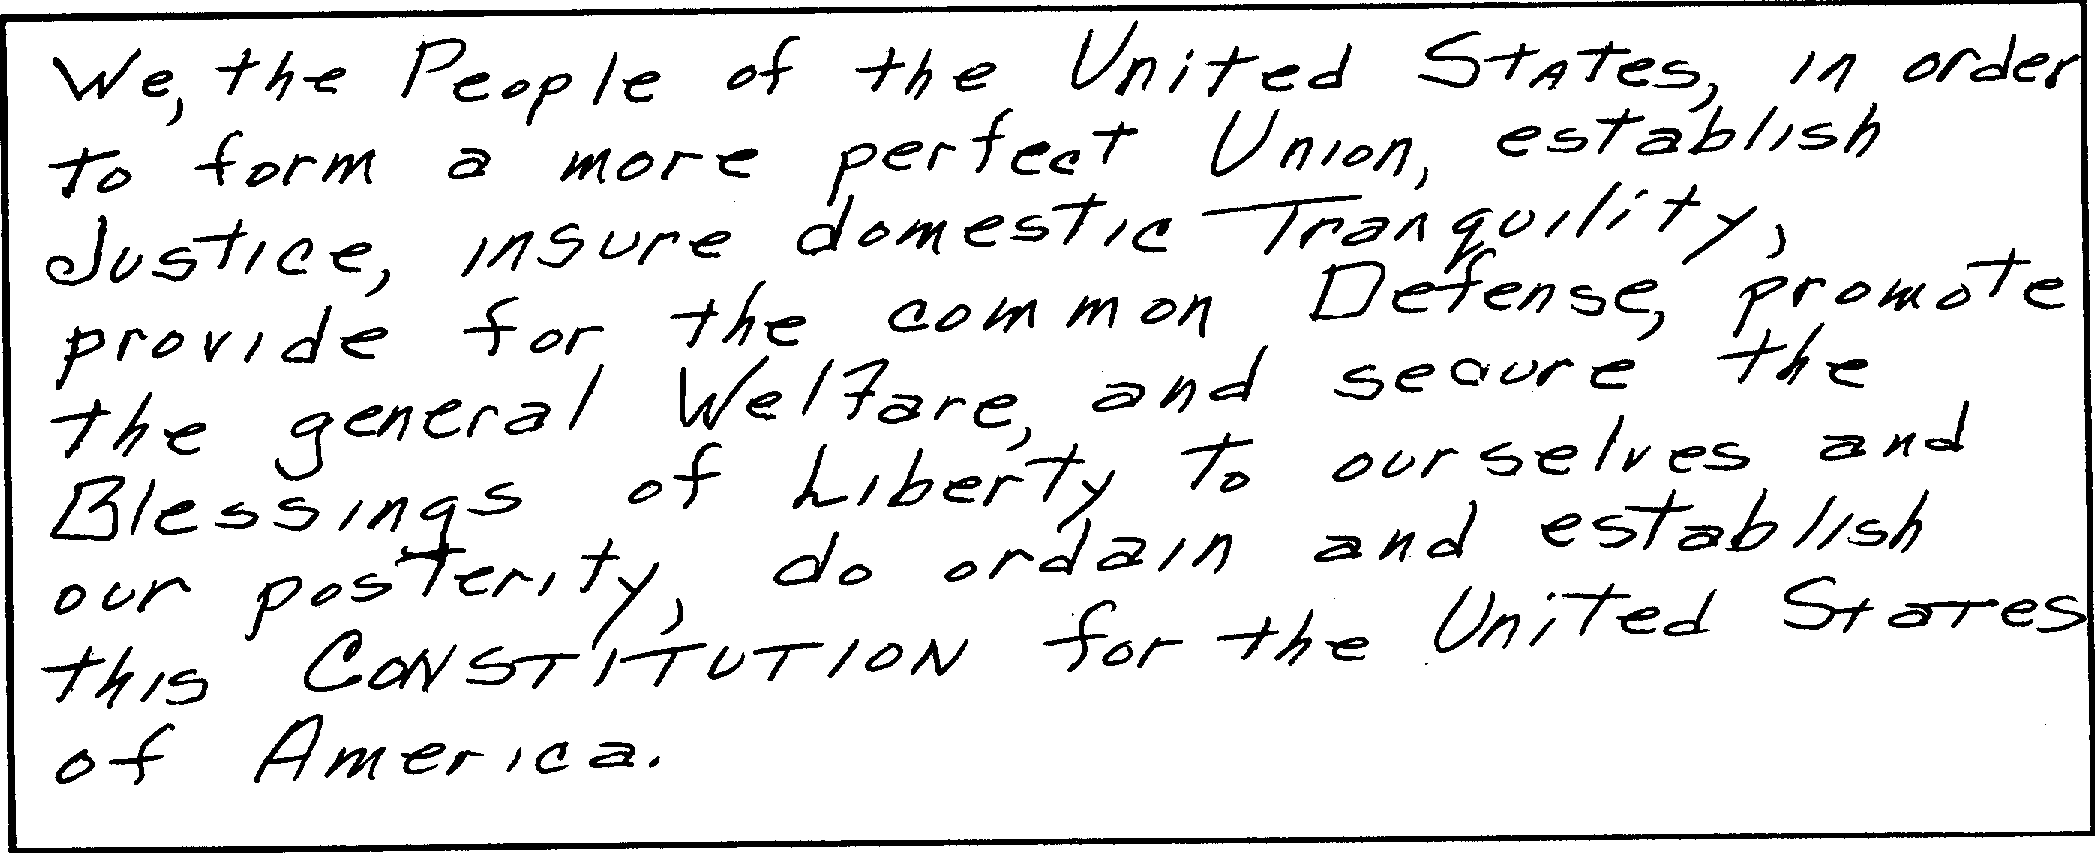 We, the People of the United States, in order
to form a more perfect Union, establish
Justice, insure domestic Tranquility,
provide for the common Defense, promote
the general Welfare, and secure the
Blessings of Liberty to ourselves and
our posterity, do ordain and establish
this CONSTITUTION for the United States
of America.